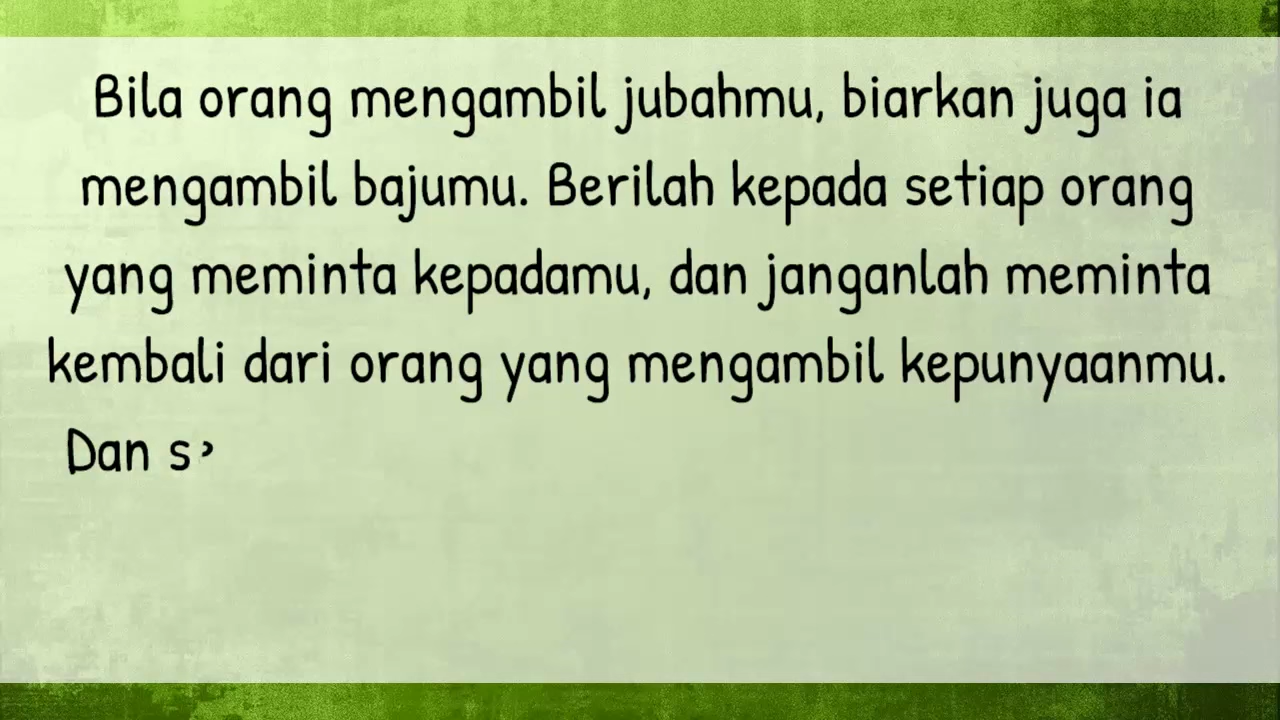 Bila orang mengambil jubahmu, biarkan juga ia
mengambil bajumu. Berilah kepada setiap orang
yang meminta kepadamu, dan janganlah meminta
kembali dari orang yang mengambil kepunyaanmu.
Dan s